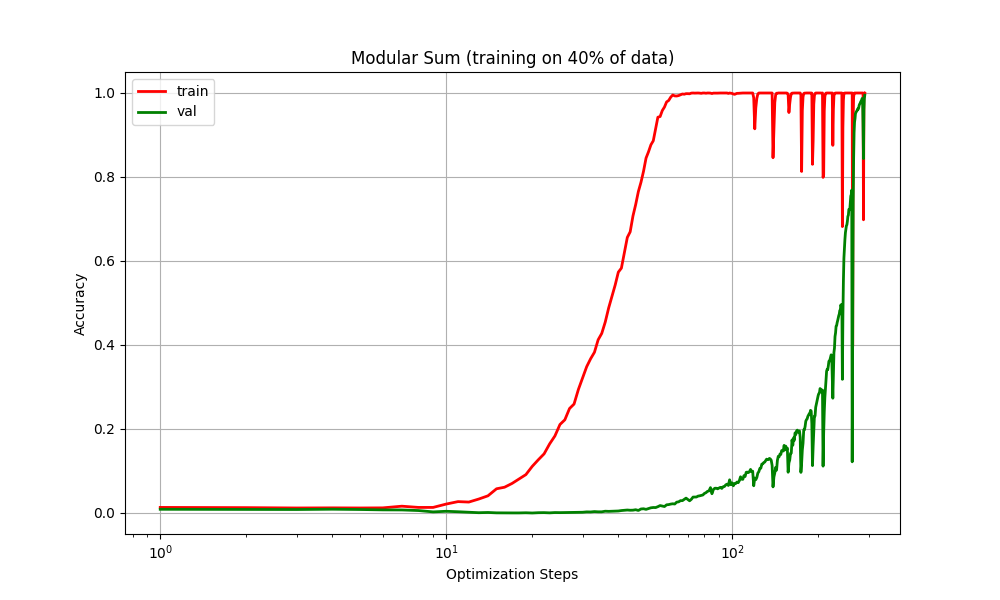 Modular Sum (training on 40% of data)
train
val
1.0
0.8
0.6
0.4
0.2
0.0
Accuracy
10⁰
10¹
10²
Optimization Steps